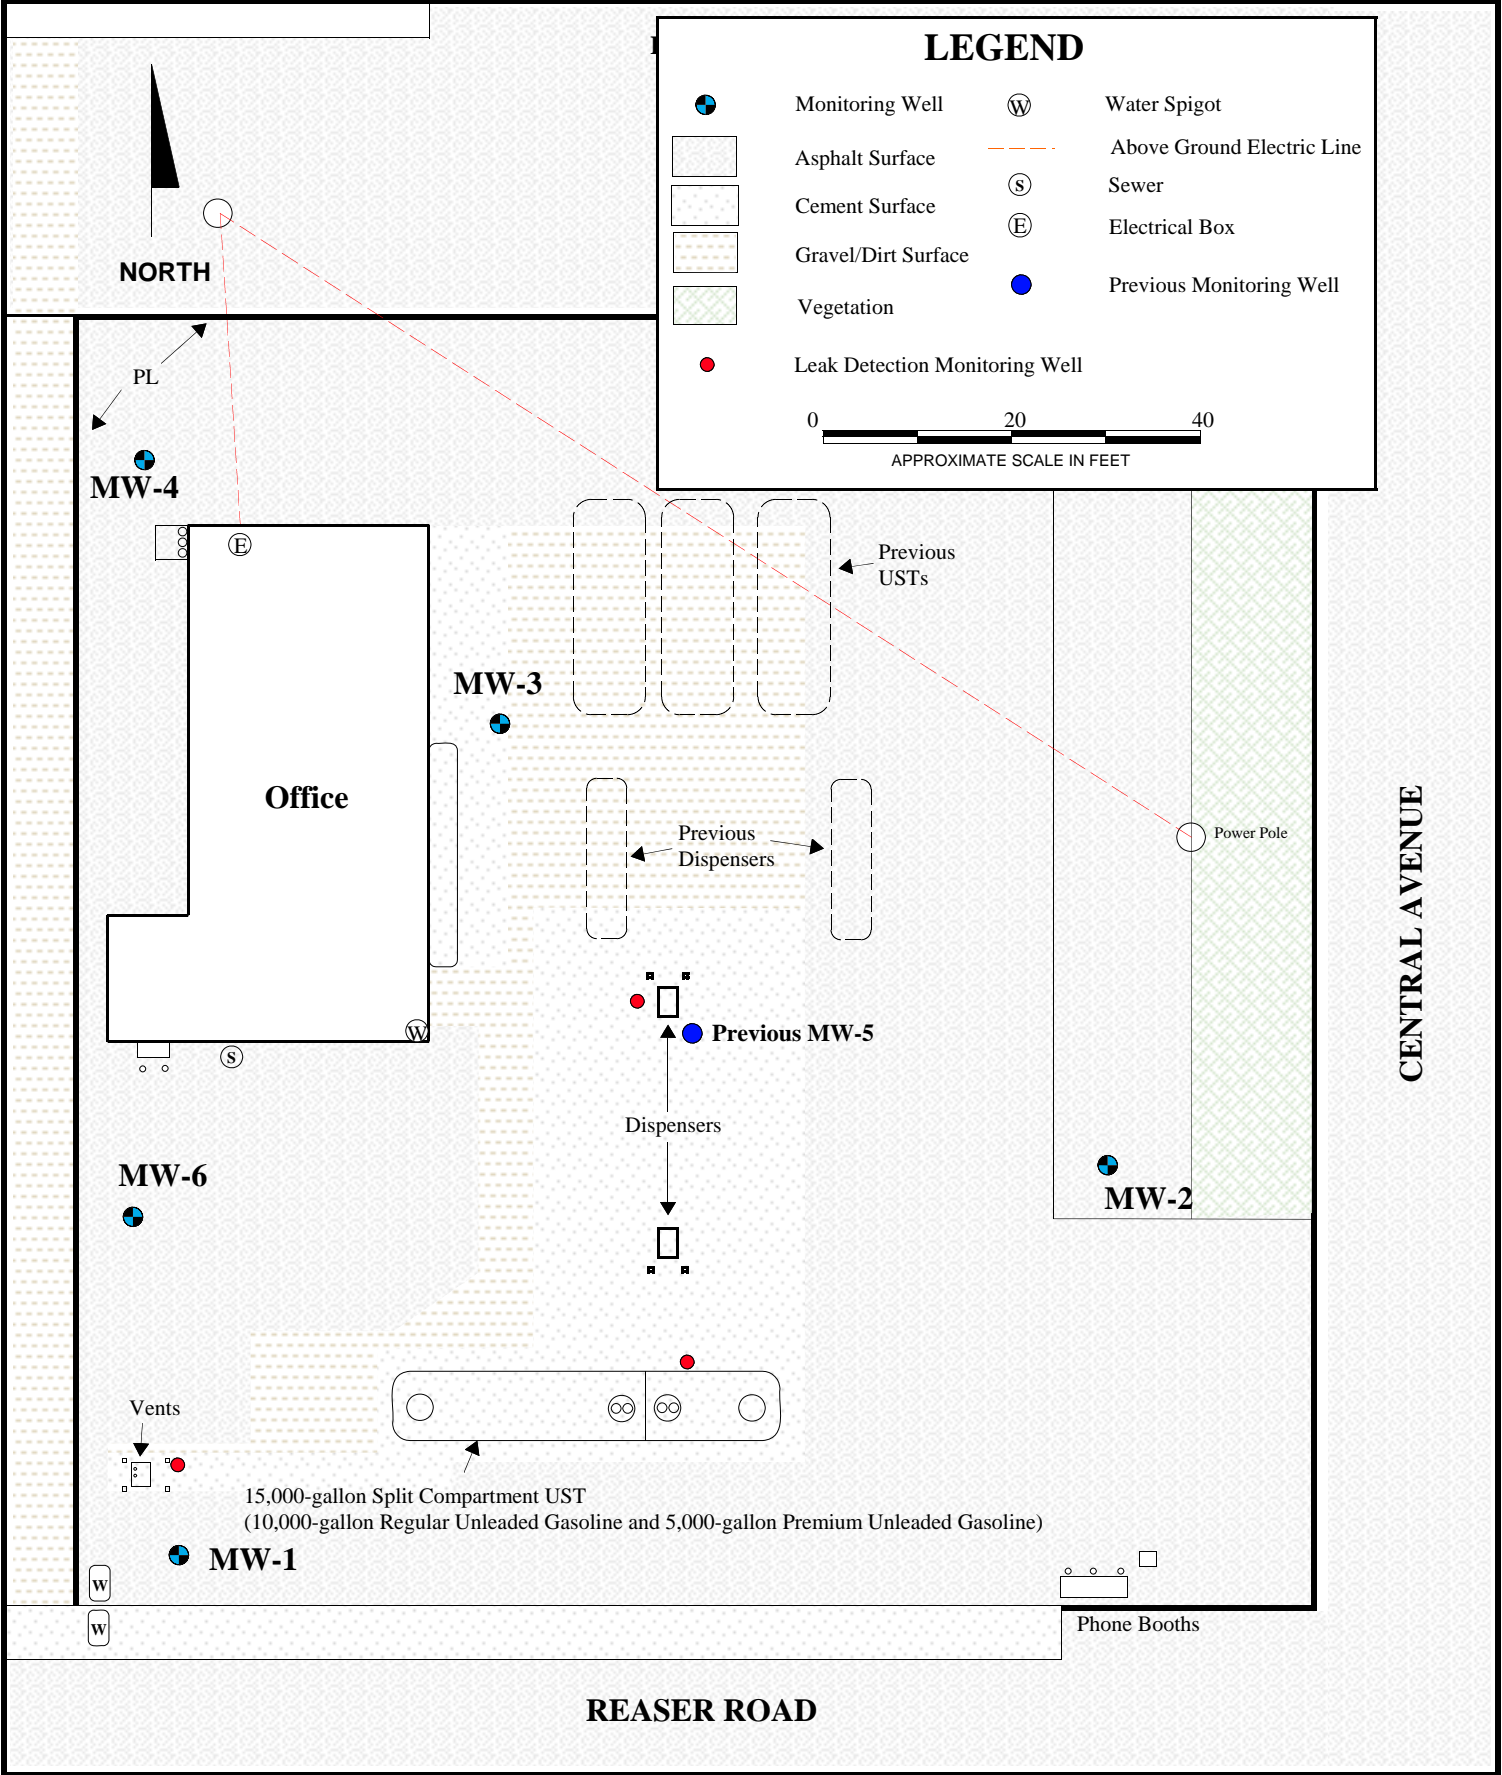 LEGEND
Monitoring Well
W
Water Spigot
Asphalt Surface
Above Ground Electric Line
S
Sewer
Cement Surface
E
Electrical Box
Gravel/Dirt Surface
Previous Monitoring Well
Vegetation
Leak Detection Monitoring Well
0 20 40
APPROXIMATE SCALE IN FEET
NORTH
PL
MW-4
E
Previous
USTs
MW-3
Office
Previous
Dispensers
Power Pole
CENTRAL AVENUE
W
Previous MW-5
S
Dispensers
MW-6
MW-2
Vents
15,000-gallon Split Compartment UST
(10,000-gallon Regular Unleaded Gasoline and 5,000-gallon Premium Unleaded Gasoline)
MW-1
W
W
Phone Booths
REASER ROAD